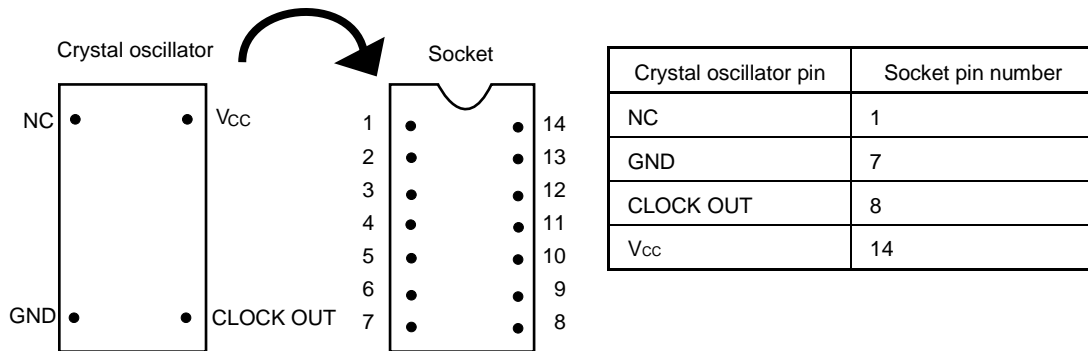 Crystal oscillator
NC
VCC
GND
CLOCK OUT
Socket
1 14
2 13
3 12
4 11
5 10
6 9
7 8
Crystal oscillator pin Socket pin number
NC 1
GND 7
CLOCK OUT 8
VCC 14